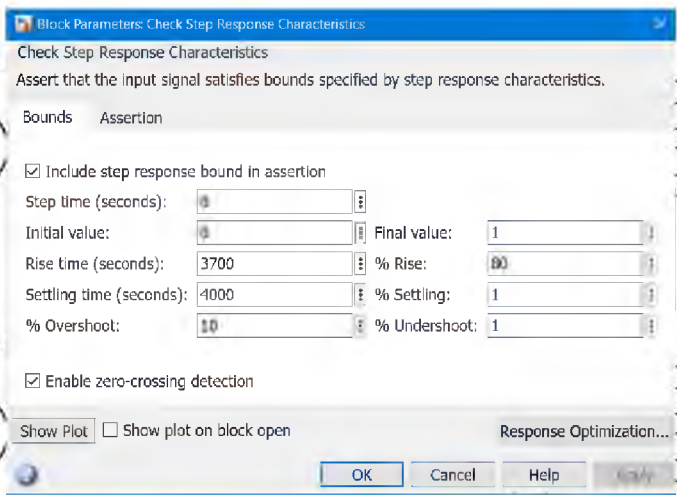 Block Parameters: Check Step Response Characteristics
Check Step Response Characteristics
Assert that the input signal satisfies bounds specified by step response characteristics.
Bounds Assertion
Include step response bound in assertion
Step time (seconds): 0
Initial value: 0 Final value: 1
Rise time (seconds): 3700 % Rise: 80
Settling time (seconds): 4000 % Settling: 1
% Overshoot: 10 % Undershoot: 1
Enable zero-crossing detection
Show Plot Show plot on block open Response Optimization...
OK Cancel Help Apply